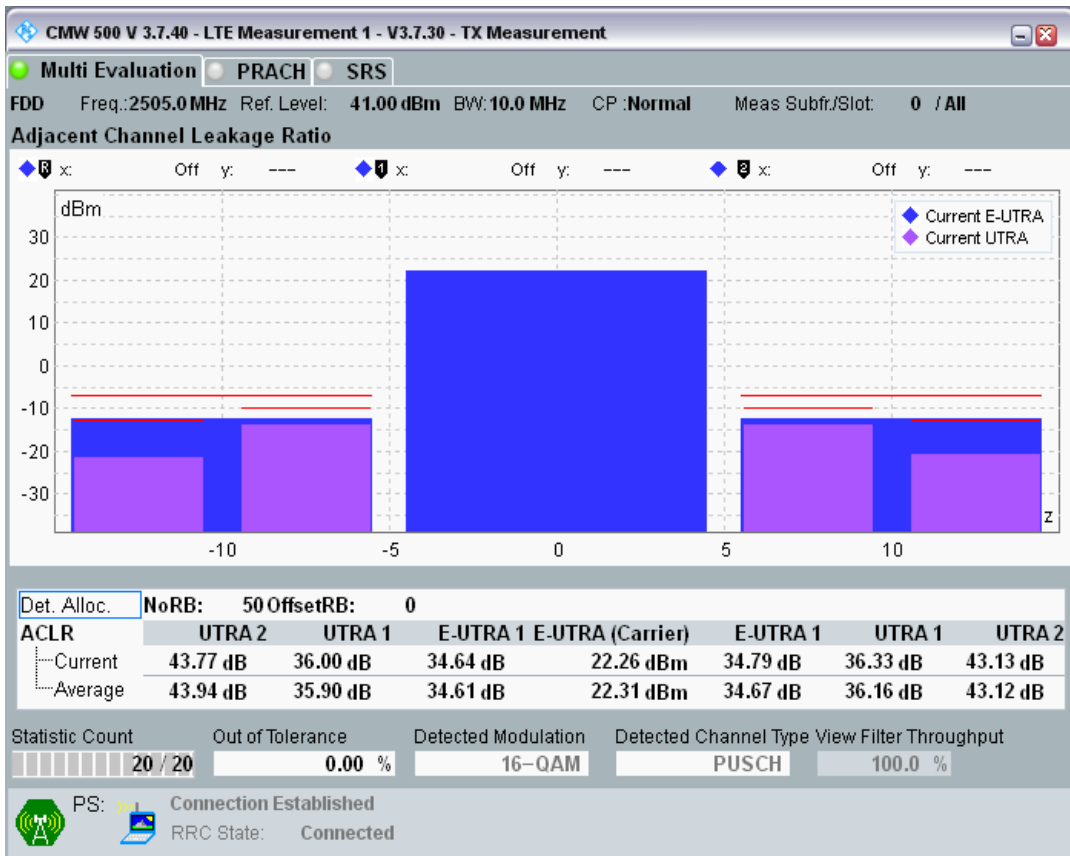 CMW 500 V 3.7.40 - LTE Measurement 1 - V3.7.30 - TX Measurement
Multi Evaluation PRACH SRS
FDD Freq.:2505.0 MHz Ref. Level: 41.00 dBm BW:10.0 MHz CP :Normal Meas Subfr./Slot: 0 / All
Adjacent Channel Leakage Ratio
R x: Off y: --- 1 x: Off y: --- 2 x: Off y: ---
dBm
Current E-UTRA
Current UTRA
30
20
10
0
-10
-20
-30
z
-10 -5 0 5 10
Det. Alloc. NoRB: 50 OffsetRB: 0
ACLR UTRA 2 UTRA 1 E-UTRA 1 E-UTRA (Carrier) E-UTRA 1 UTRA 1 UTRA 2
Current 43.77 dB 36.00 dB 34.64 dB 22.26 dBm 34.79 dB 36.33 dB 43.13 dB
Average 43.94 dB 35.90 dB 34.61 dB 22.31 dBm 34.67 dB 36.16 dB 43.12 dB
Statistic Count Out of Tolerance Detected Modulation Detected Channel Type View Filter Throughput
20 / 20 0.00 % 16-QAM PUSCH 100.0 %
PS: Connection Established
RRC State: Connected